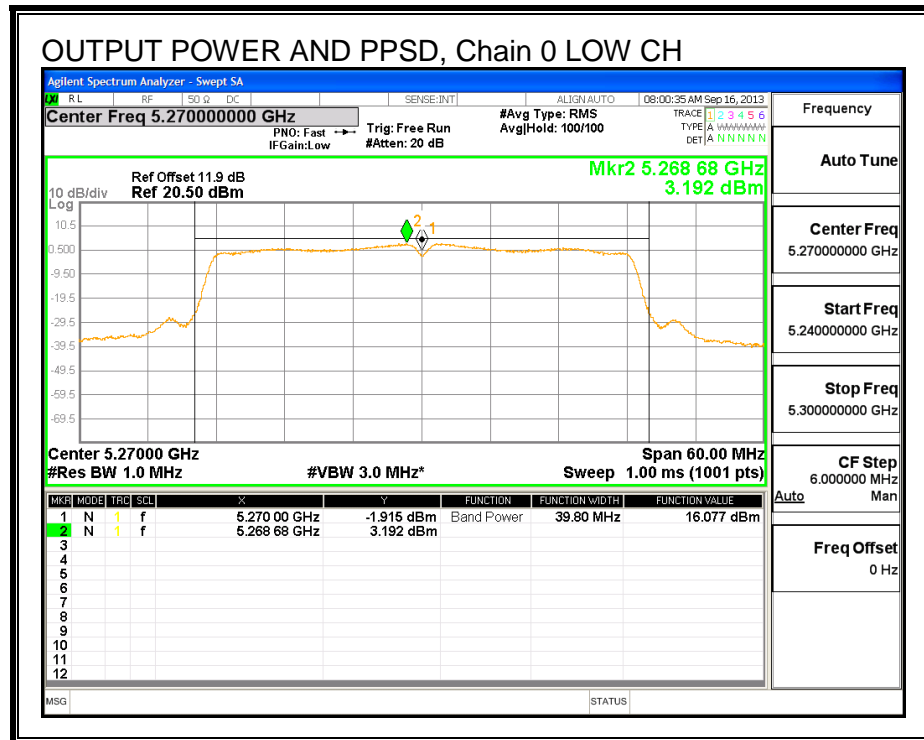 OUTPUT POWER AND PPSD, Chain 0 LOW CH
Agilent Spectrum Analyzer - Swept SA
LXI RL RF 50 Ω DC SENSE:INT ALIGN AUTO 08:00:35 AM Sep 16, 2013
Center Freq 5.270000000 GHz
PNO: Fast
IFGain:Low
Trig: Free Run
#Atten: 20 dB
#Avg Type: RMS
Avg|Hold: 100/100
TRACE 1 2 3 4 5 6
TYPE A WWWWW
DET A N N N N N
Mkr2 5.268 68 GHz
3.192 dBm
Ref Offset 11.9 dB
10 dB/div Ref 20.50 dBm
Log
10.5
0.500
-9.50
-19.5
-29.5
-39.5
-49.5
-59.5
-69.5
2
1
Center 5.27000 GHz Span 60.00 MHz
#Res BW 1.0 MHz #VBW 3.0 MHz* Sweep 1.00 ms (1001 pts)
MKR MODE TRC SCL X Y FUNCTION FUNCTION WIDTH FUNCTION VALUE
1 N 1 f 5.270 00 GHz -1.915 dBm Band Power 39.80 MHz 16.077 dBm
2 N 1 f 5.268 68 GHz 3.192 dBm
3
4
5
6
7
8
9
10
11
12
MSG STATUS
Frequency
Auto Tune
Center Freq
5.270000000 GHz
Start Freq
5.240000000 GHz
Stop Freq
5.300000000 GHz
CF Step
6.000000 MHz
Auto Man
Freq Offset
0 Hz